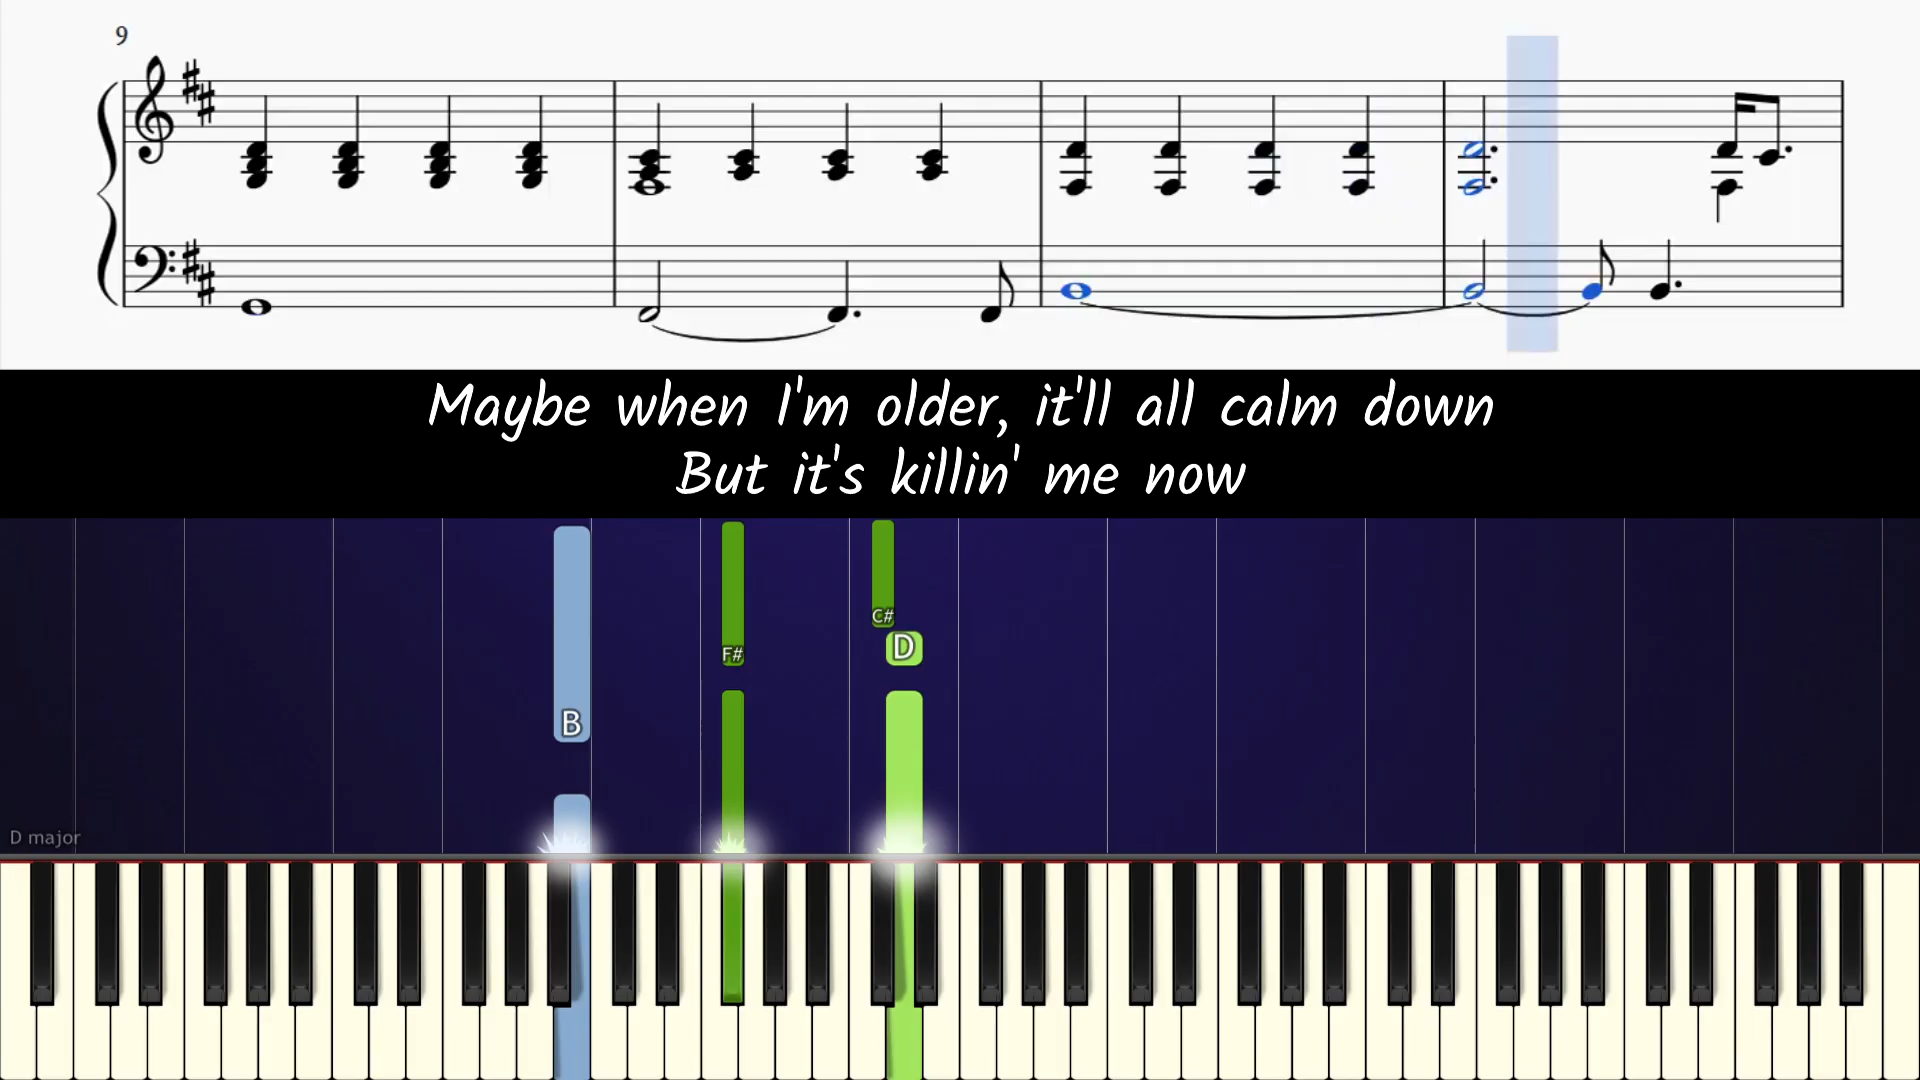 9
Maybe when I'm older, it'll all calm down
But it's killin' me now
C#
D
F#
B
D major